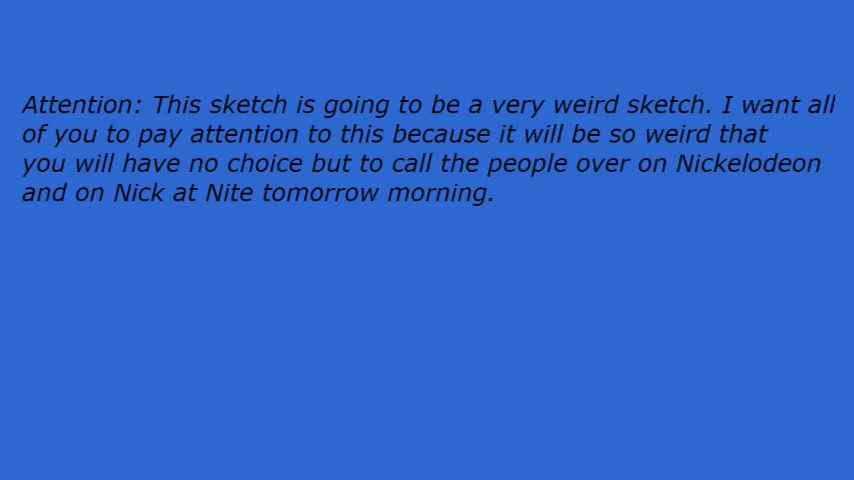 Attention: This sketch is going to be a very weird sketch. I want all
of you to pay attention to this because it will be so weird that
you will have no choice but to call the people over on Nickelodeon
and on Nick at Nite tomorrow morning.